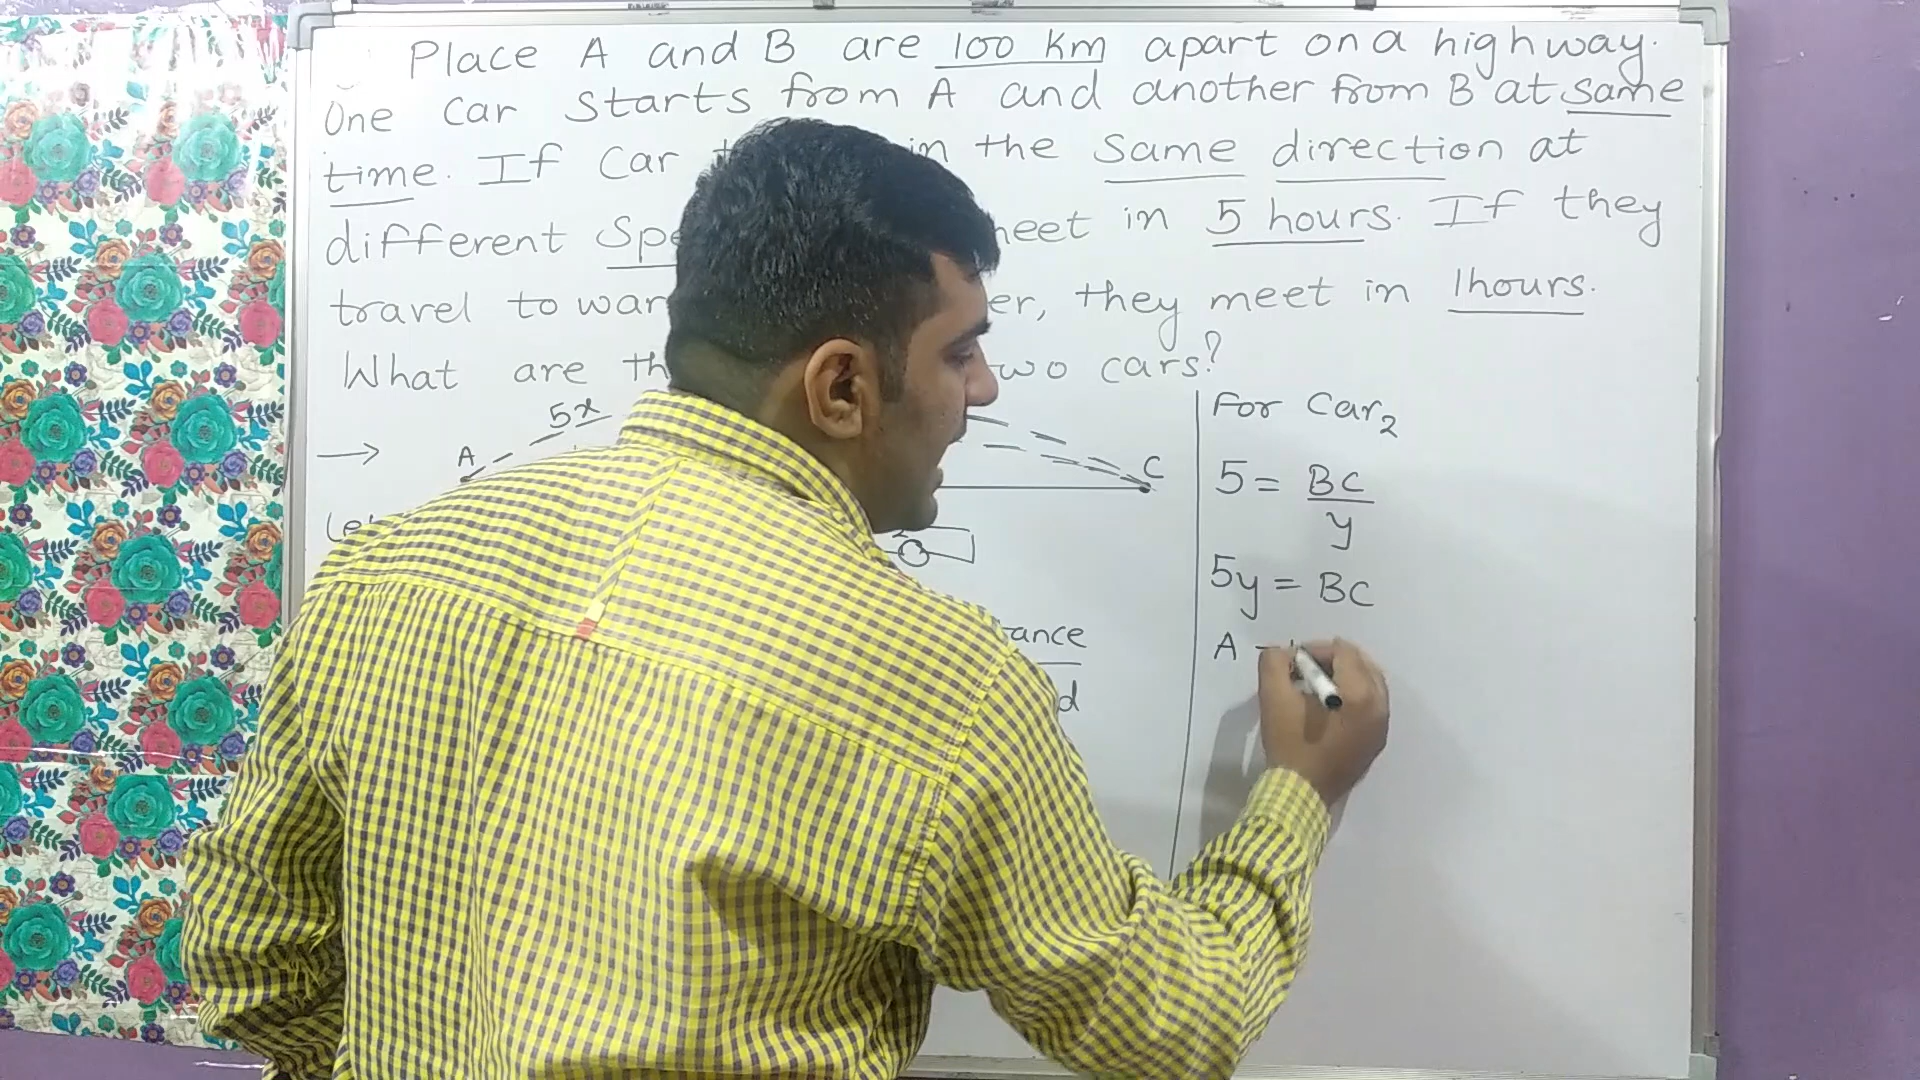 Place A and B are 100 km apart on a highway.
One car starts from A and another from B at same
time. If car in the same direction at
different Spe meet in 5 hours. If they
travel to war er, they meet in 1hours.
What are th wo cars?
5x
A
C
Let
2
ance
d
For Car2
5 = BC
y
5y = BC
A